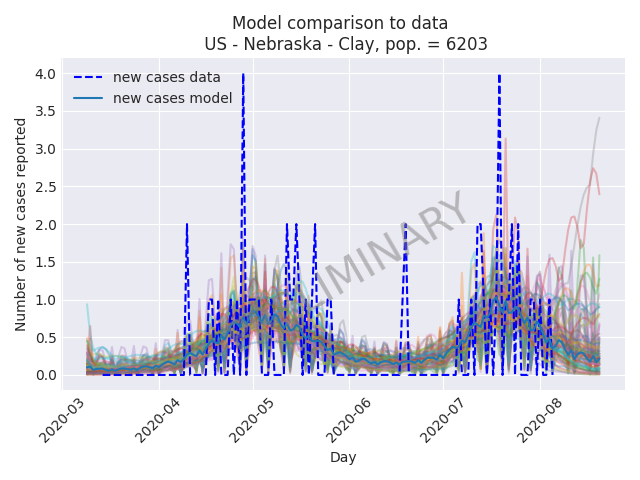 Model comparison to data
US - Nebraska - Clay, pop. = 6203
new cases data
new cases model
Number of new cases reported
4.0
3.5
3.0
2.5
2.0
1.5
1.0
0.5
0.0
2020-03
2020-04
2020-05
2020-06
2020-07
2020-08
Day